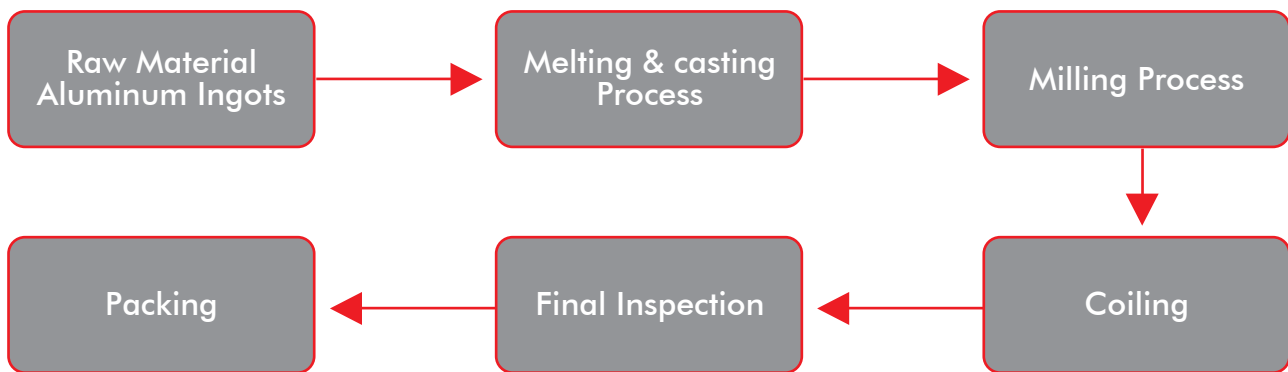 Raw Material
Aluminum Ingots
Melting & casting
Process
Milling Process
Coiling
Final Inspection
Packing